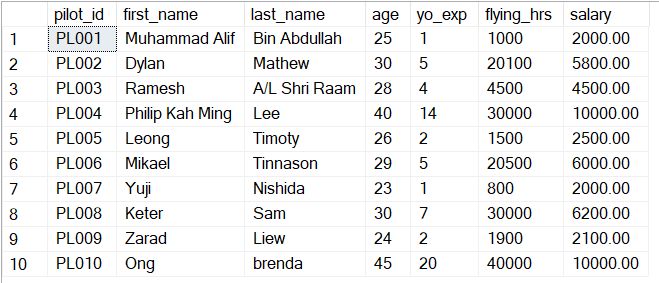 pilot_id first_name last_name age yo_exp flying_hrs salary
1 PL001 Muhammad Alif Bin Abdullah 25 1 1000 2000.00
2 PL002 Dylan Mathew 30 5 20100 5800.00
3 PL003 Ramesh A/L Shri Raam 28 4 4500 4500.00
4 PL004 Philip Kah Ming Lee 40 14 30000 10000.00
5 PL005 Leong Timoty 26 2 1500 2500.00
6 PL006 Mikael Tinnason 29 5 20500 6000.00
7 PL007 Yuji Nishida 23 1 800 2000.00
8 PL008 Keter Sam 30 7 30000 6200.00
9 PL009 Zarad Liew 24 2 1900 2100.00
10 PL010 Ong brenda 45 20 40000 10000.00